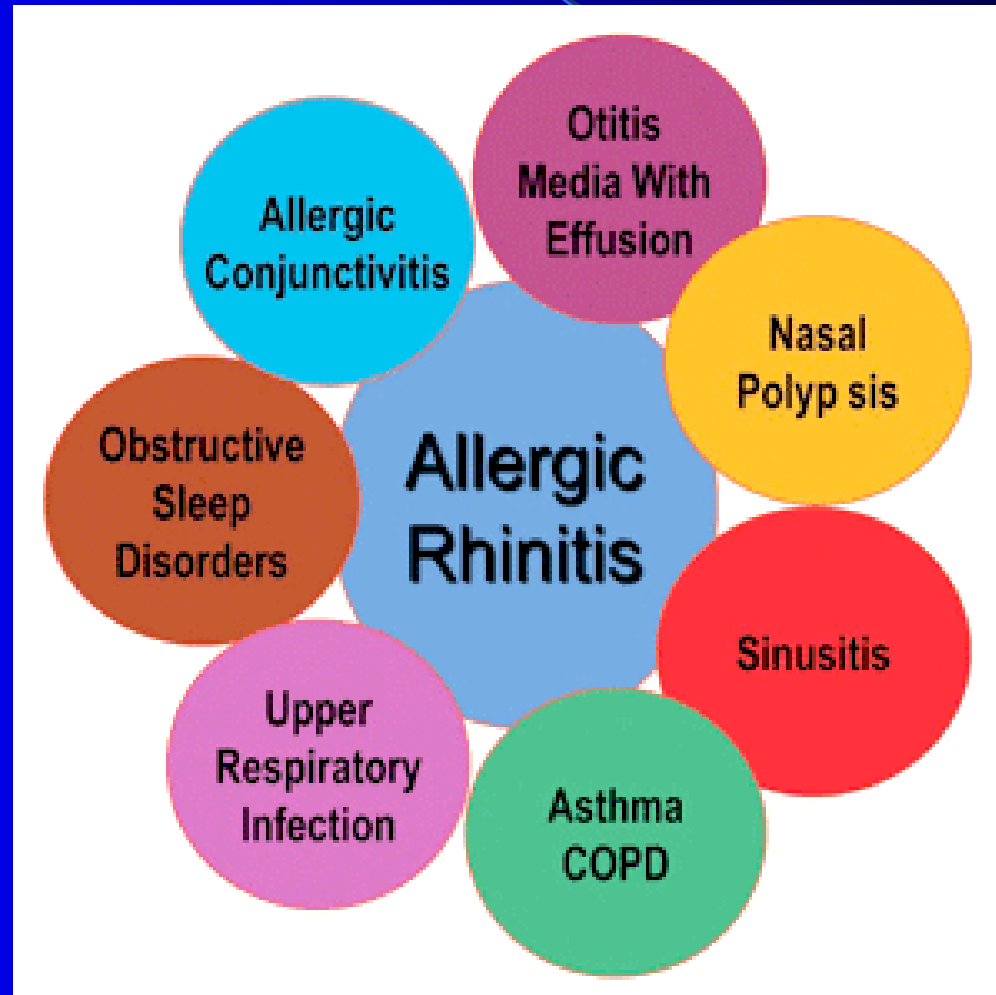 Otitis
Media With
Effusion
Allergic
Conjunctivitis
Nasal
Polyp sis
Obstructive
Sleep
Disorders
Allergic
Rhinitis
Sinusitis
Upper
Respiratory
Infection
Asthma
COPD